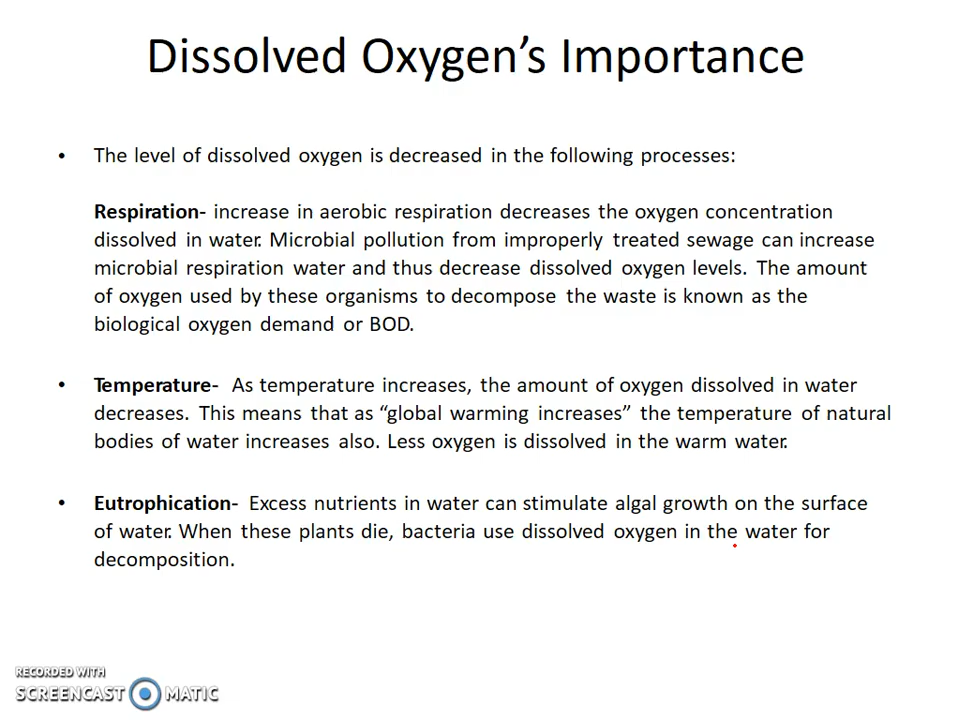 Dissolved Oxygen’s Importance
• The level of dissolved oxygen is decreased in the following processes:
Respiration- increase in aerobic respiration decreases the oxygen concentration
dissolved in water. Microbial pollution from improperly treated sewage can increase
microbial respiration water and thus decrease dissolved oxygen levels. The amount
of oxygen used by these organisms to decompose the waste is known as the
biological oxygen demand or BOD.
• Temperature- As temperature increases, the amount of oxygen dissolved in water
decreases. This means that as “global warming increases” the temperature of natural
bodies of water increases also. Less oxygen is dissolved in the warm water.
• Eutrophication- Excess nutrients in water can stimulate algal growth on the surface
of water. When these plants die, bacteria use dissolved oxygen in the water for
decomposition.
RECORDED WITH
SCREENCAST MATIC